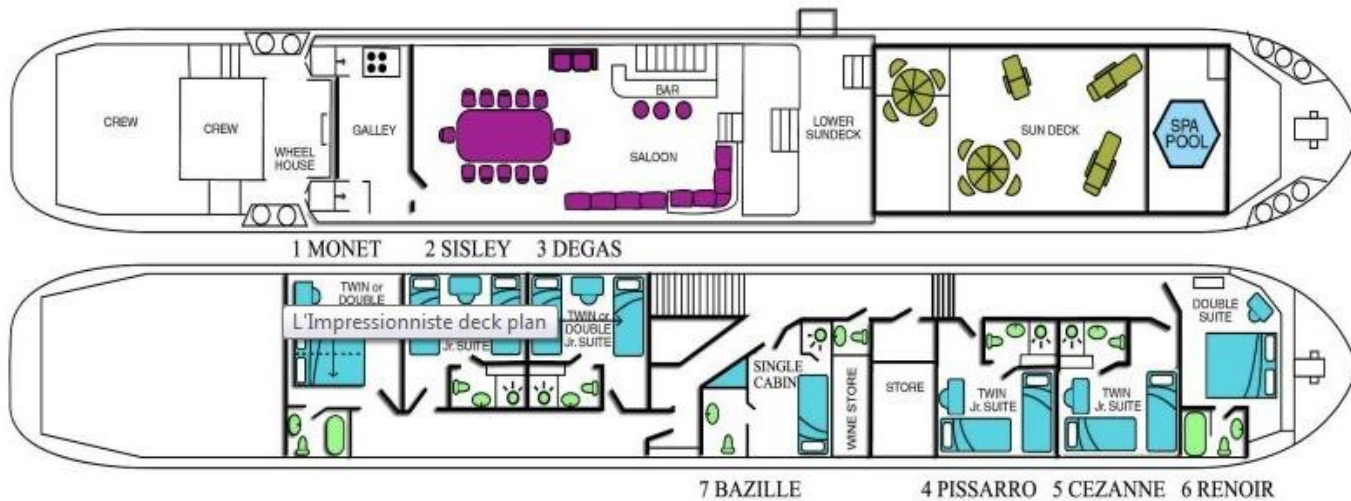 CREW
CREW
WHEEL
HOUSE
GALLEY
BAR
SALOON
LOWER
SUNDECK
SUN DECK
SPA
POOL
1 MONET 2 SISLEY 3 DEGAS
TWIN or
DOUBLE
L'Impressionniste deck plan
Jr. SUITE
TWIN or
DOUBLE
Jr. SUITE
SINGLE
CABIN
WINE STORE
STORE
TWIN
Jr. SUITE
TWIN
Jr. SUITE
DOUBLE
SUITE
7 BAZILLE 4 PISSARRO 5 CEZANNE 6 RENOIR